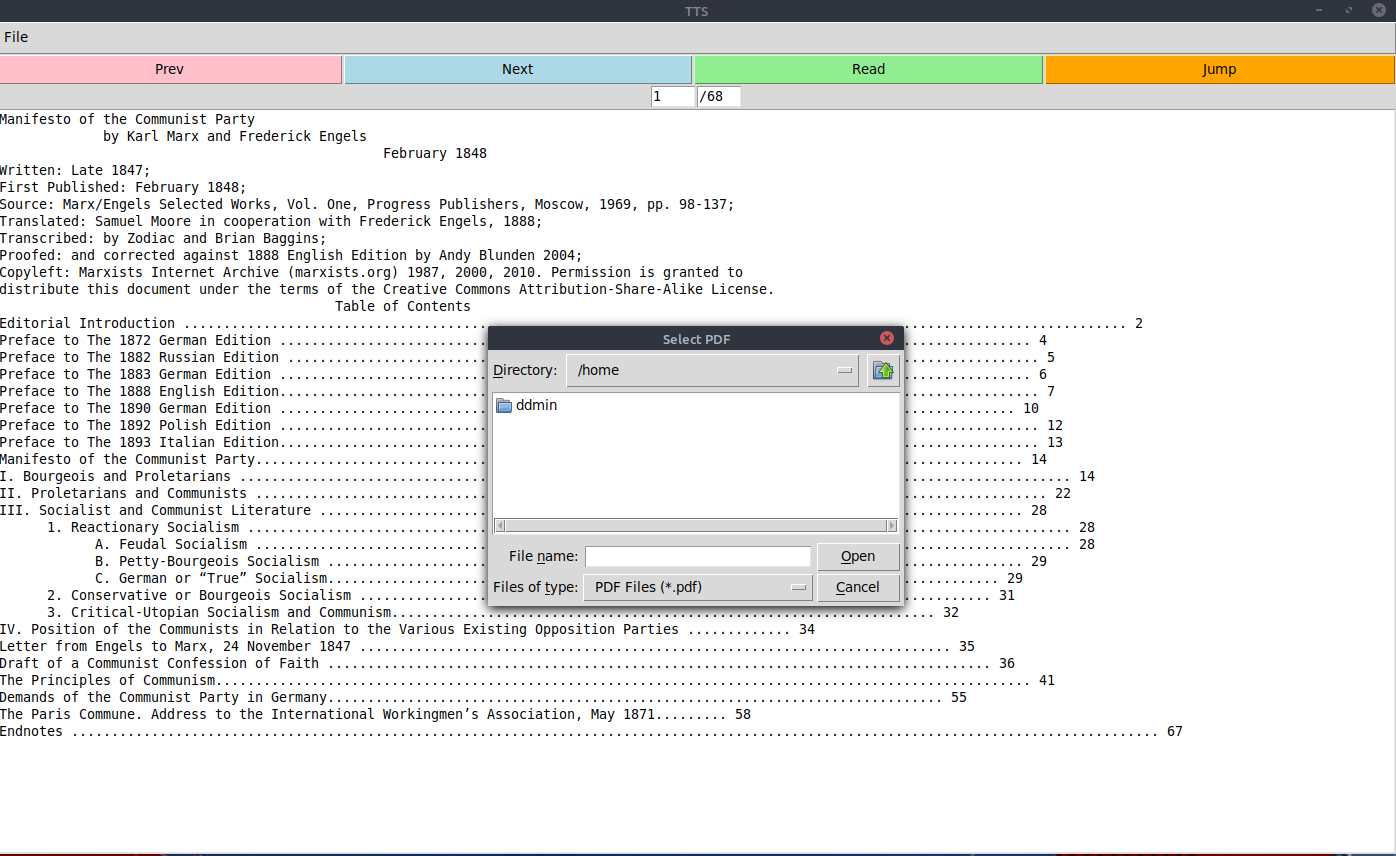 TTS
File
Prev Next Read Jump
1 /68
Manifesto of the Communist Party
by Karl Marx and Frederick Engels
February 1848
Written: Late 1847;
First Published: February 1848;
Source: Marx/Engels Selected Works, Vol. One, Progress Publishers, Moscow, 1969, pp. 98-137;
Translated: Samuel Moore in cooperation with Frederick Engels, 1888;
Transcribed: by Zodiac and Brian Baggins;
Proofed: and corrected against 1888 English Edition by Andy Blunden 2004;
Copyleft: Marxists Internet Archive (marxists.org) 1987, 2000, 2010. Permission is granted to
distribute this document under the terms of the Creative Commons Attribution-Share-Alike License.
Table of Contents
Editorial Introduction ........ 2
Preface to The 1872 German Edition ........ 4
Preface to The 1882 Russian Edition ........ 5
Preface to The 1883 German Edition ........ 6
Preface to The 1888 English Edition........ 7
Preface to The 1890 German Edition ........ 10
Preface to The 1892 Polish Edition ........ 12
Preface to The 1893 Italian Edition........ 13
Manifesto of the Communist Party........ 14
I. Bourgeois and Proletarians ........ 14
II. Proletarians and Communists ........ 22
III. Socialist and Communist Literature ........ 28
1. Reactionary Socialism ........ 28
A. Feudal Socialism ........ 28
B. Petty-Bourgeois Socialism ........ 29
C. German or “True” Socialism........ 29
2. Conservative or Bourgeois Socialism ........ 31
3. Critical-Utopian Socialism and Communism........ 32
IV. Position of the Communists in Relation to the Various Existing Opposition Parties ............. 34
Letter from Engels to Marx, 24 November 1847 ........ 35
Draft of a Communist Confession of Faith ........ 36
The Principles of Communism........ 41
Demands of the Communist Party in Germany........ 55
The Paris Commune. Address to the International Workingmen’s Association, May 1871......... 58
Endnotes ........ 67
Select PDF
Directory: /home
ddmin
File name: Open
Files of type: PDF Files (*.pdf) Cancel